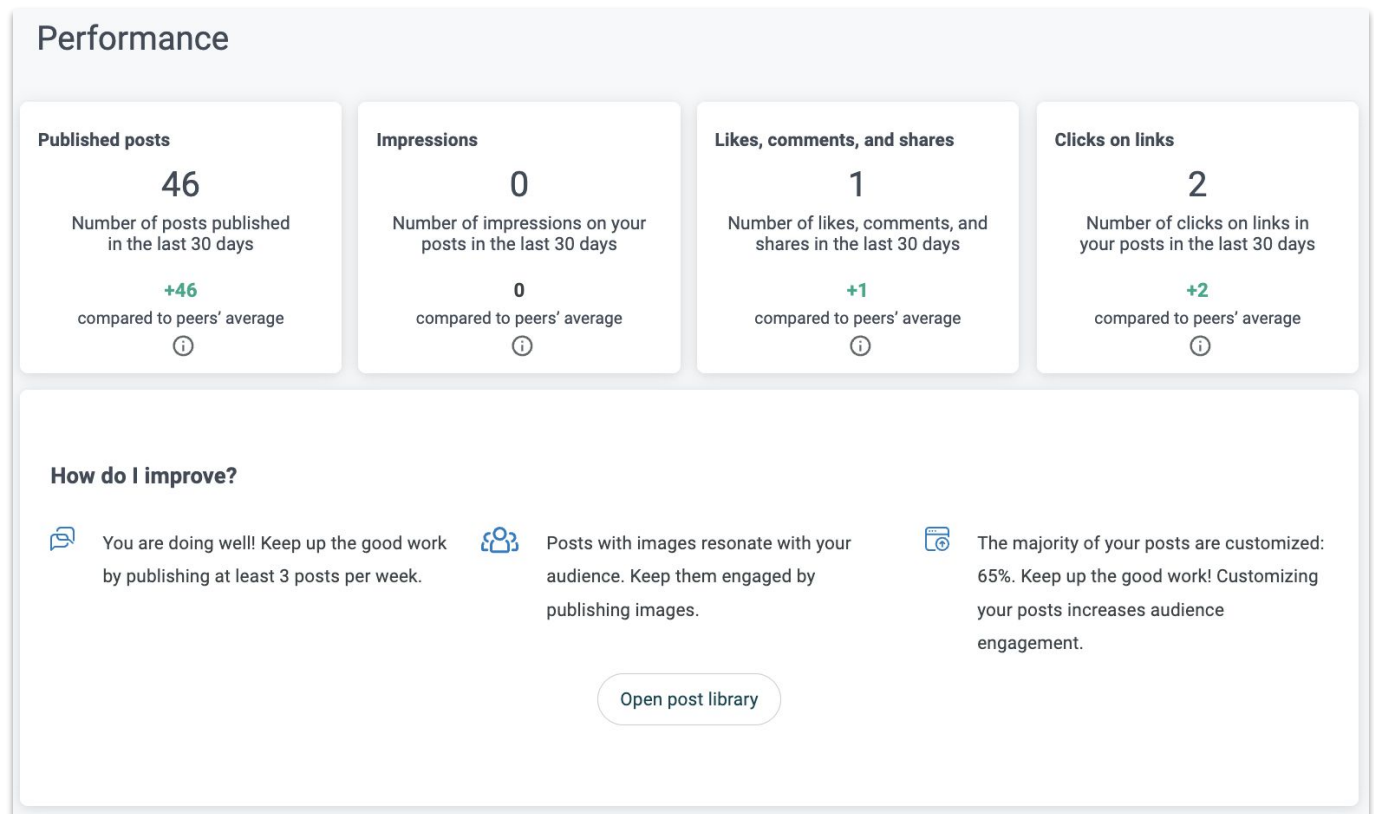 Performance
Published posts
46
Number of posts published
in the last 30 days
+46
compared to peers’ average
Impressions
0
Number of impressions on your
posts in the last 30 days
0
compared to peers’ average
Likes, comments, and shares
1
Number of likes, comments, and
shares in the last 30 days
+1
compared to peers’ average
Clicks on links
2
Number of clicks on links in
your posts in the last 30 days
+2
compared to peers’ average
How do I improve?
You are doing well! Keep up the good work
by publishing at least 3 posts per week.
Posts with images resonate with your
audience. Keep them engaged by
publishing images.
The majority of your posts are customized:
65%. Keep up the good work! Customizing
your posts increases audience
engagement.
Open post library